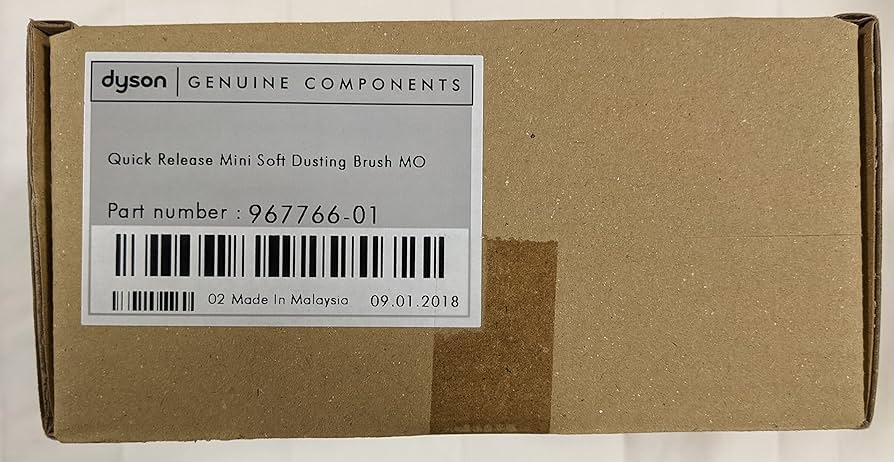 dyson GENUINE COMPONENTS
Quick Release Mini Soft Dusting Brush MO
Part number : 967766-01
02 Made In Malaysia 09.01.2018